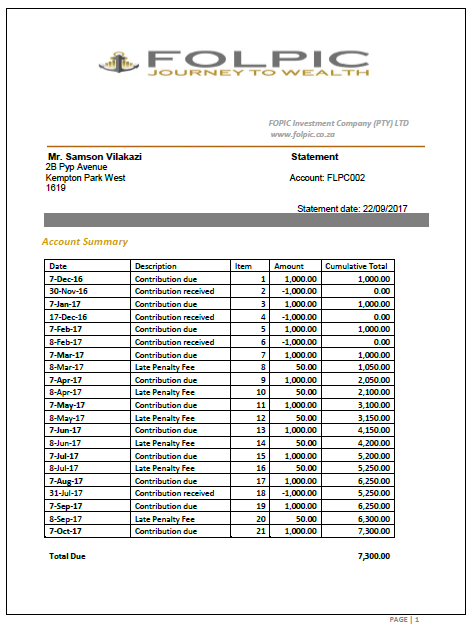 FOLPIC
JOURNEY TO WEALTH
FOPIC Investment Company (PTY) LTD
www.folpic.co.za
Mr. Samson Vilakazi Statement
2B Pyp Avenue
Kempton Park West Account: FLPC002
1619
Statement date: 22/09/2017
Account Summary
Date Description Item Amount Cumulative Total
7-Dec-16 Contribution due 1 1,000.00 1,000.00
30-Nov-16 Contribution received 2 -1,000.00 0.00
7-Jan-17 Contribution due 3 1,000.00 1,000.00
17-Dec-16 Contribution received 4 -1,000.00 0.00
7-Feb-17 Contribution due 5 1,000.00 1,000.00
8-Feb-17 Contribution received 6 -1,000.00 0.00
7-Mar-17 Contribution due 7 1,000.00 1,000.00
8-Mar-17 Late Penalty Fee 8 50.00 1,050.00
7-Apr-17 Contribution due 9 1,000.00 2,050.00
8-Apr-17 Late Penalty Fee 10 50.00 2,100.00
7-May-17 Contribution due 11 1,000.00 3,100.00
8-May-17 Late Penalty Fee 12 50.00 3,150.00
7-Jun-17 Contribution due 13 1,000.00 4,150.00
8-Jun-17 Late Penalty Fee 14 50.00 4,200.00
7-Jul-17 Contribution due 15 1,000.00 5,200.00
8-Jul-17 Late Penalty Fee 16 50.00 5,250.00
7-Aug-17 Contribution due 17 1,000.00 6,250.00
31-Jul-17 Contribution received 18 -1,000.00 5,250.00
7-Sep-17 Contribution due 19 1,000.00 6,250.00
8-Sep-17 Late Penalty Fee 20 50.00 6,300.00
7-Oct-17 Contribution due 21 1,000.00 7,300.00
Total Due 7,300.00
PAGE | 1